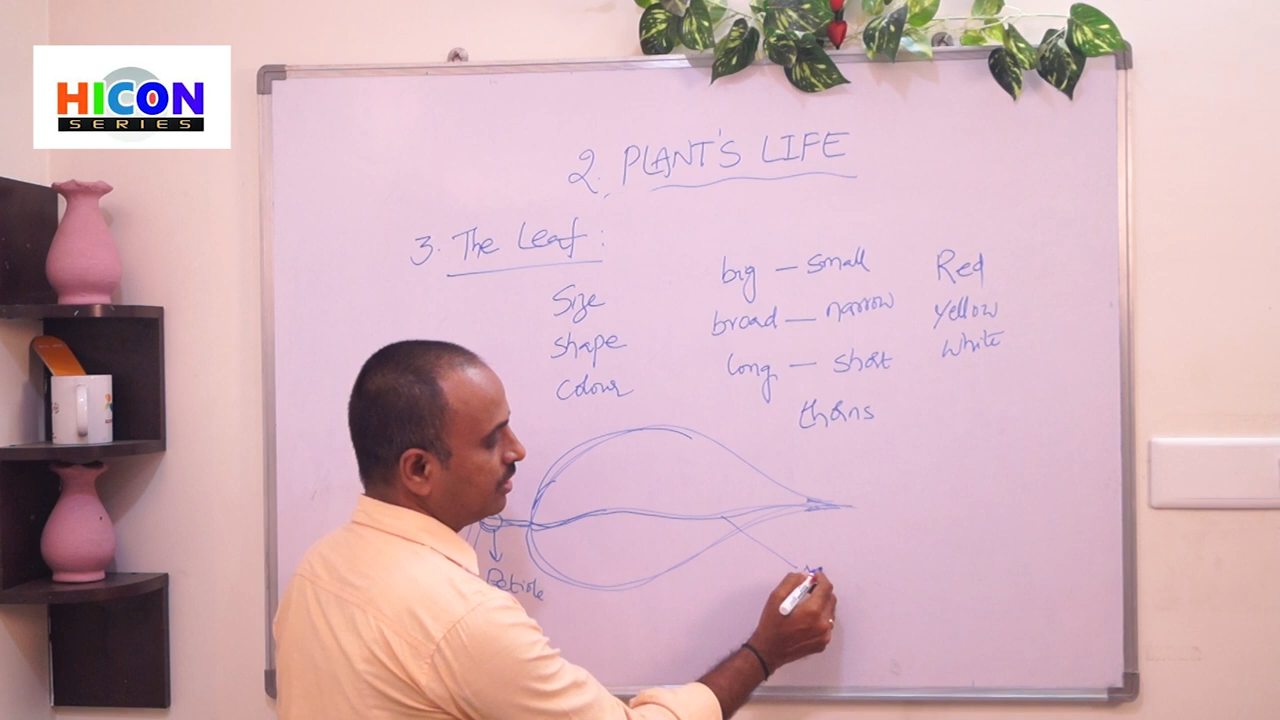 HICON
SERIES
2. PLANT'S LIFE
3. The Leaf:
Size
shape
colour
big — small
broad — narrow
long — short
thorns
Red
yellow
white
Petiole